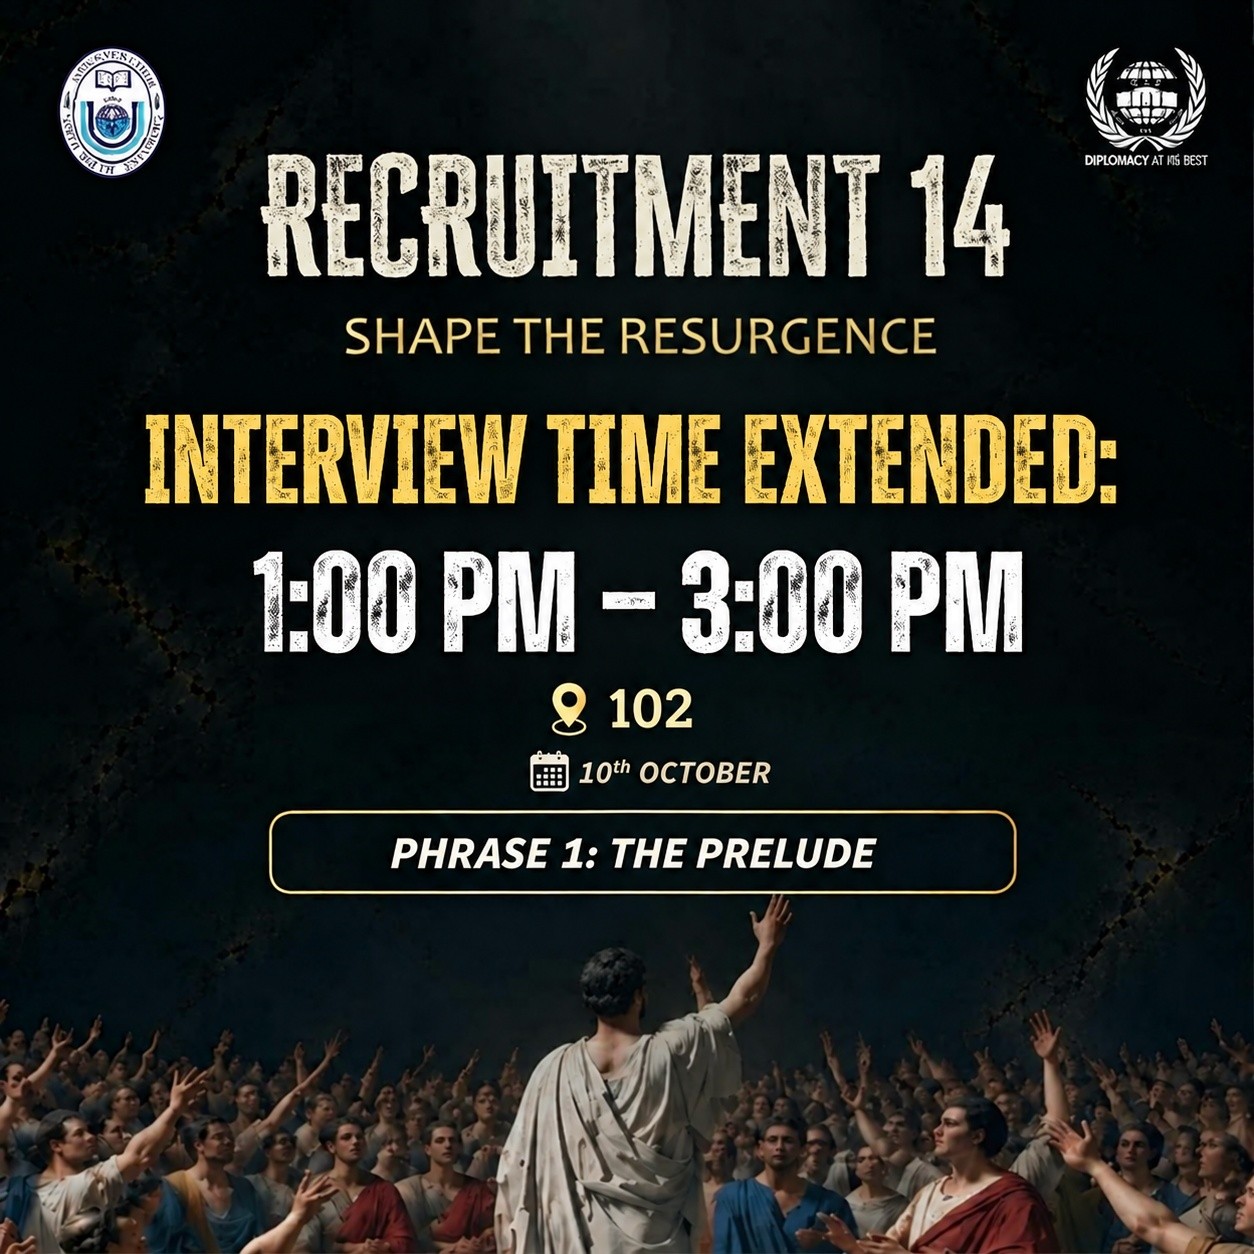 RECRUITMENT 14
DIPLOMACY AT ITS BEST
SHAPE THE RESURGENCE
INTERVIEW TIME EXTENDED:
1:00 PM – 3:00 PM
102
10th OCTOBER
PHRASE 1: THE PRELUDE